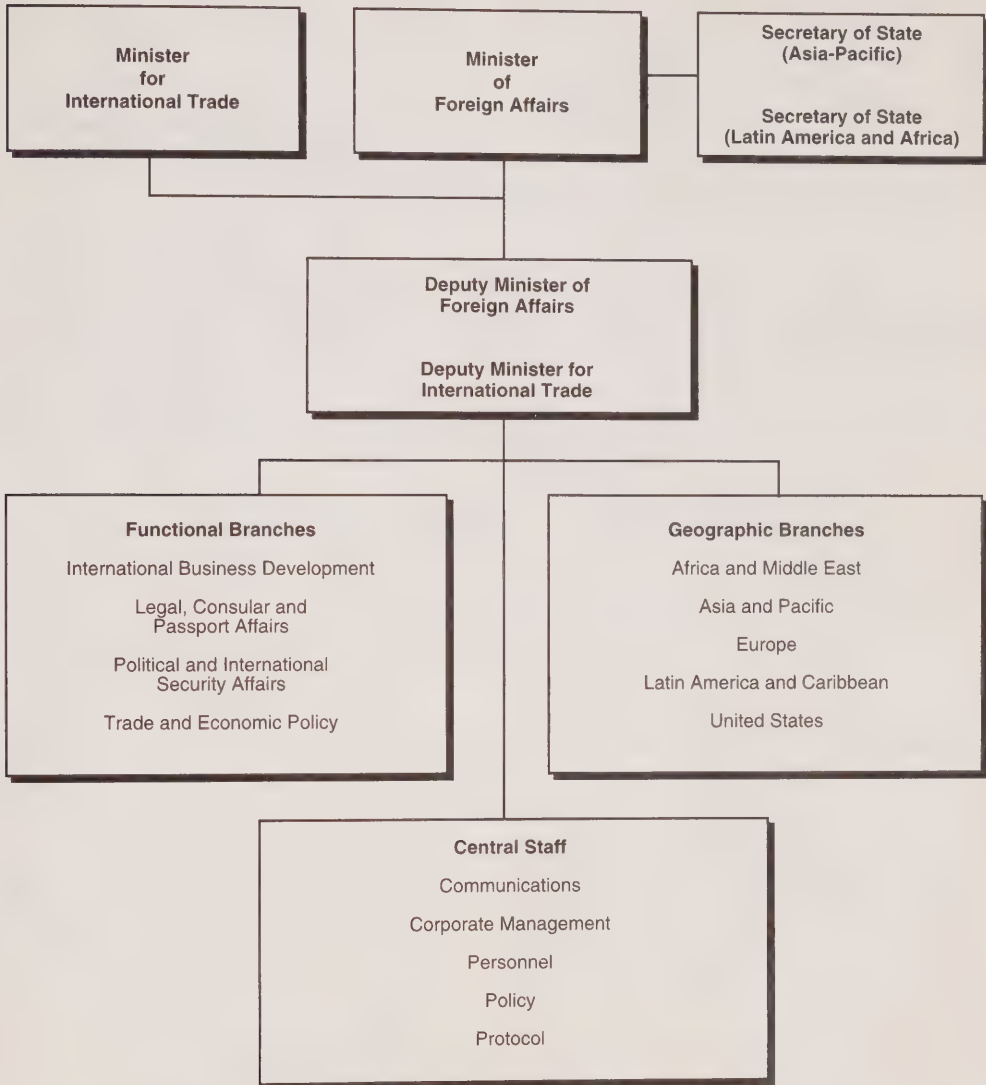 Minister
for
International Trade
Minister
of
Foreign Affairs
Secretary of State
(Asia-Pacific)
Secretary of State
(Latin America and Africa)
Deputy Minister of
Foreign Affairs
Deputy Minister for
International Trade
Functional Branches
International Business Development
Legal, Consular and
Passport Affairs
Political and International
Security Affairs
Trade and Economic Policy
Geographic Branches
Africa and Middle East
Asia and Pacific
Europe
Latin America and Caribbean
United States
Central Staff
Communications
Corporate Management
Personnel
Policy
Protocol